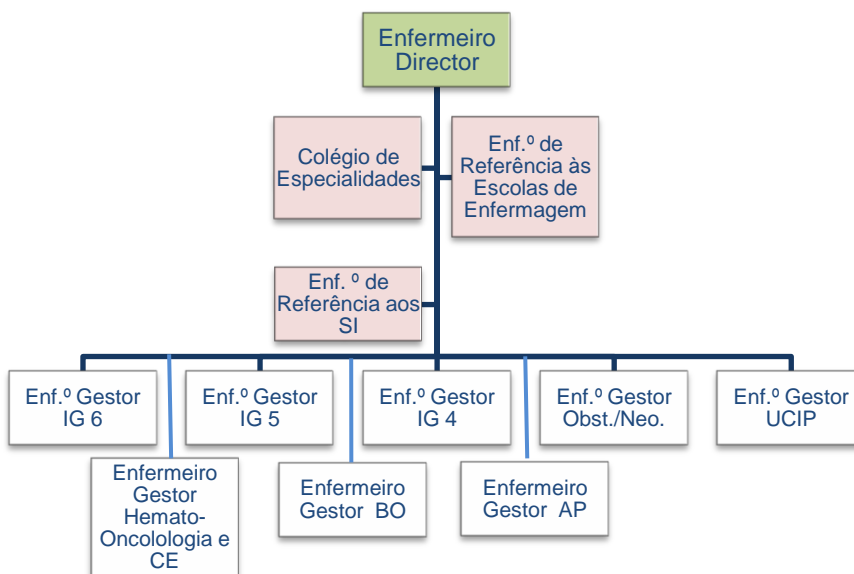 Enfermeiro
Director
Colégio de
Especialidades
Enf.º de
Referência às
Escolas de
Enfermagem
Enf. º de
Referência aos
SI
Enf.º Gestor
IG 6
Enf.º Gestor
IG 5
Enf.º Gestor
IG 4
Enf.º Gestor
Obst./Neo.
Enf.º Gestor
UCIP
Enfermeiro
Gestor
Hemato-
Oncolologia e
CE
Enfermeiro
Gestor BO
Enfermeiro
Gestor AP